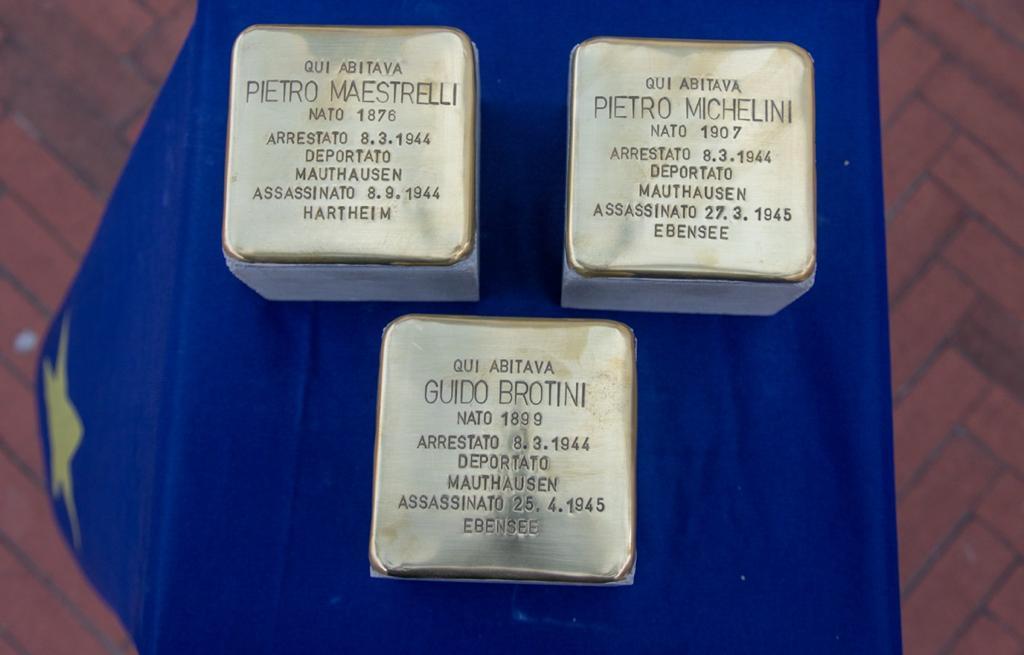 QUI ABITAVA
PIETRO MAESTRELLI
NATO 1876
ARRESTATO 8.3.1944
DEPORTATO
MAUTHAUSEN
ASSASSINATO 8.9.1944
HARTHEIM
QUI ABITAVA
PIETRO MICHELINI
NATO 1907
ARRESTATO 8.3.1944
DEPORTATO
MAUTHAUSEN
ASSASSINATO 27.3.1945
EBENSEE
QUI ABITAVA
GUIDO BROTINI
NATO 1899
ARRESTATO 8.3.1944
DEPORTATO
MAUTHAUSEN
ASSASSINATO 25.4.1945
EBENSEE